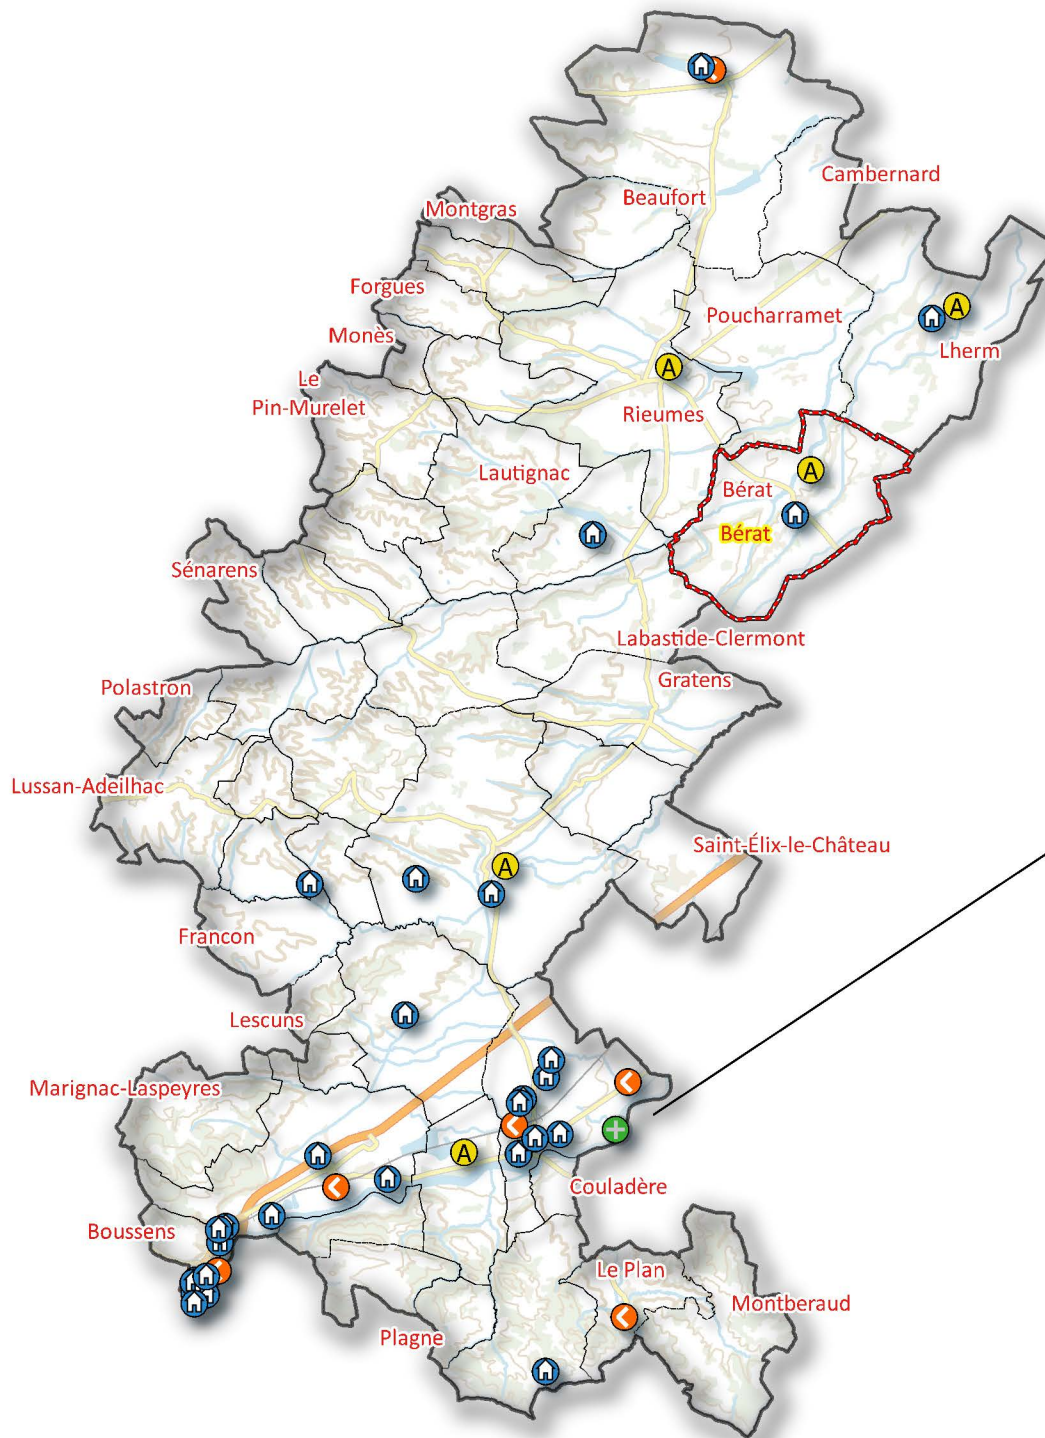 Cambernard
Beaufort
Montgras
Forgues
Poucharramet
A
Monès
Lherm
A
Le
Pin-Murelet
Rieumes
Lautignac
A
Bérat
Bérat
Sénarens
Labastide-Clermont
Gratens
Polastron
Lussan-Adeilhac
Saint-Élix-le-Château
A
Francon
Lescuns
Marignac-Laspeyres
A
Couladère
Boussens
Le Plan
Montberaud
Plagne